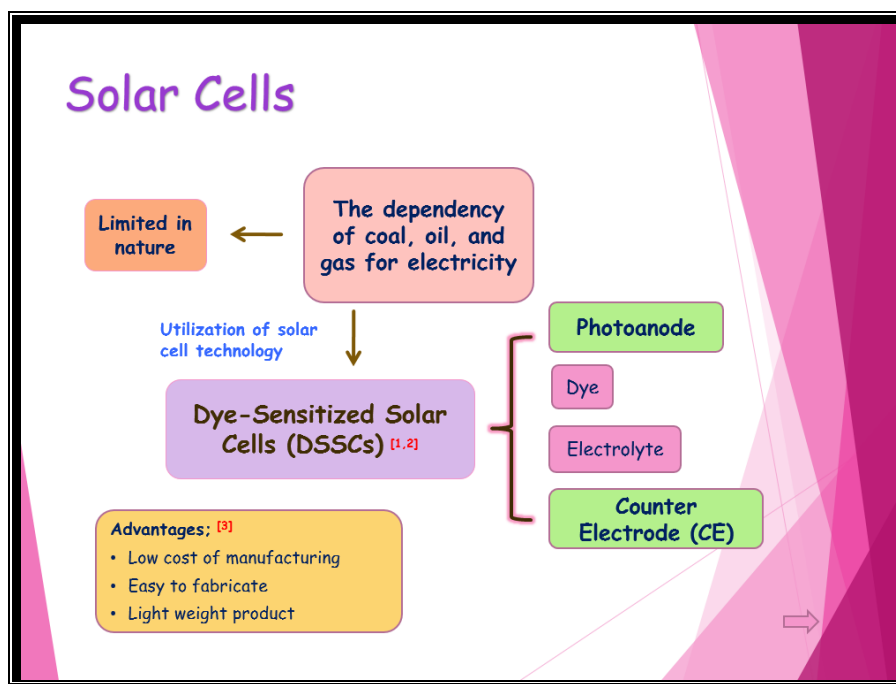 Solar Cells
The dependency
of coal, oil, and
gas for electricity
Limited in
nature
Utilization of solar
cell technology
Dye-Sensitized Solar
Cells (DSSCs) [1,2]
Photoanode
Dye
Electrolyte
Counter
Electrode (CE)
Advantages; [3]
• Low cost of manufacturing
• Easy to fabricate
• Light weight product